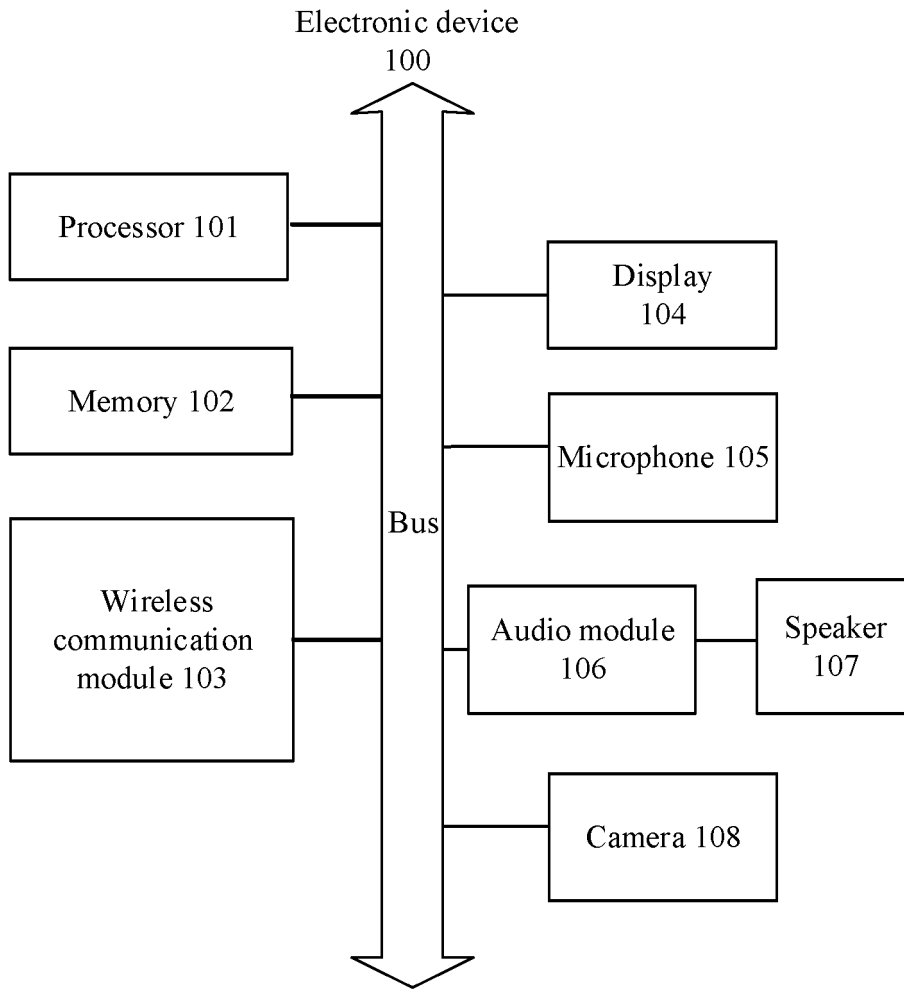 Electronic device
100
Processor 101
Memory 102
Wireless
communication
module 103
Bus
Display
104
Microphone 105
Audio module
106
Speaker
107
Camera 108